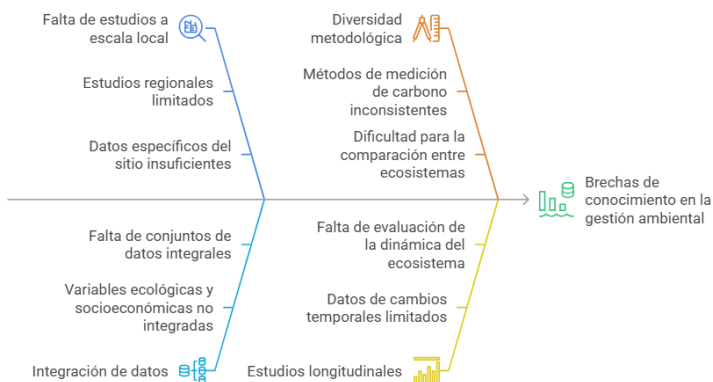 Falta de estudios a
escala local
Estudios regionales
limitados
Datos específicos del
sitio insuficientes
Diversidad
metodológica
Métodos de medición
de carbono
inconsistentes
Dificultad para la
comparación entre
ecosistemas
Brechas de
conocimiento en la
gestión ambiental
Falta de conjuntos de
datos integrales
Variables ecológicas y
socioeconómicas no
integradas
Integración de datos
Falta de evaluación de
la dinámica del
ecosistema
Datos de cambios
temporales limitados
Estudios longitudinales